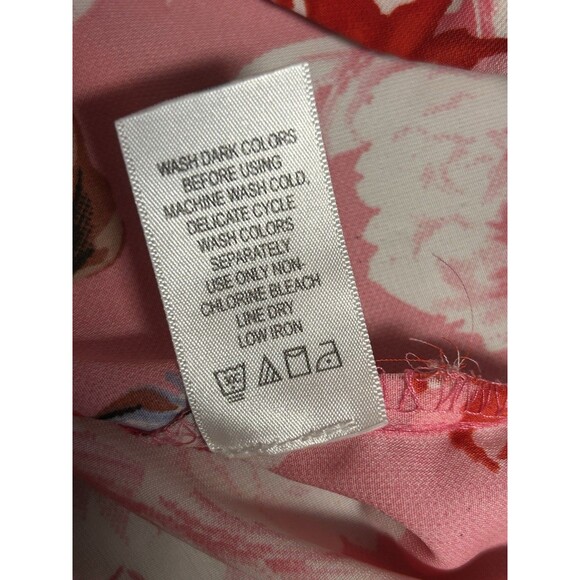 WASH DARK COLORS
BEFORE USING
MACHINE WASH COLD,
DELICATE CYCLE
WASH COLORS
SEPARATELY
USE ONLY NON-
CHLORINE BLEACH
LINE DRY
LOW IRON